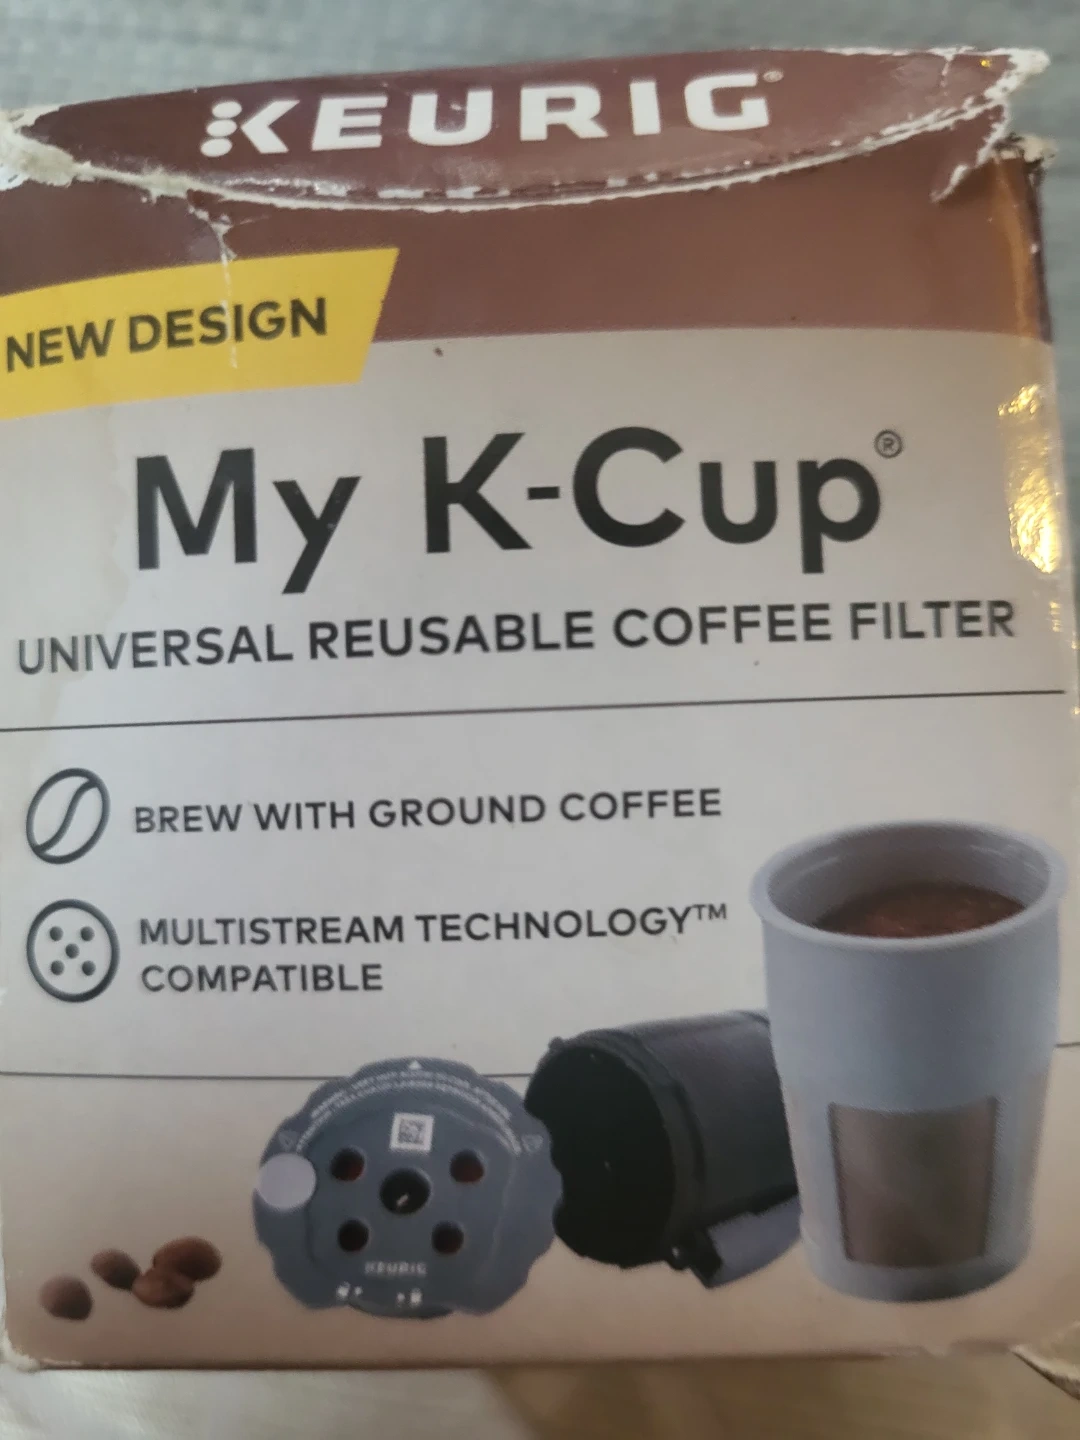 KEURIG®
NEW DESIGN
My K-Cup®
UNIVERSAL REUSABLE COFFEE FILTER
BREW WITH GROUND COFFEE
MULTISTREAM TECHNOLOGY™
COMPATIBLE
KEURIG